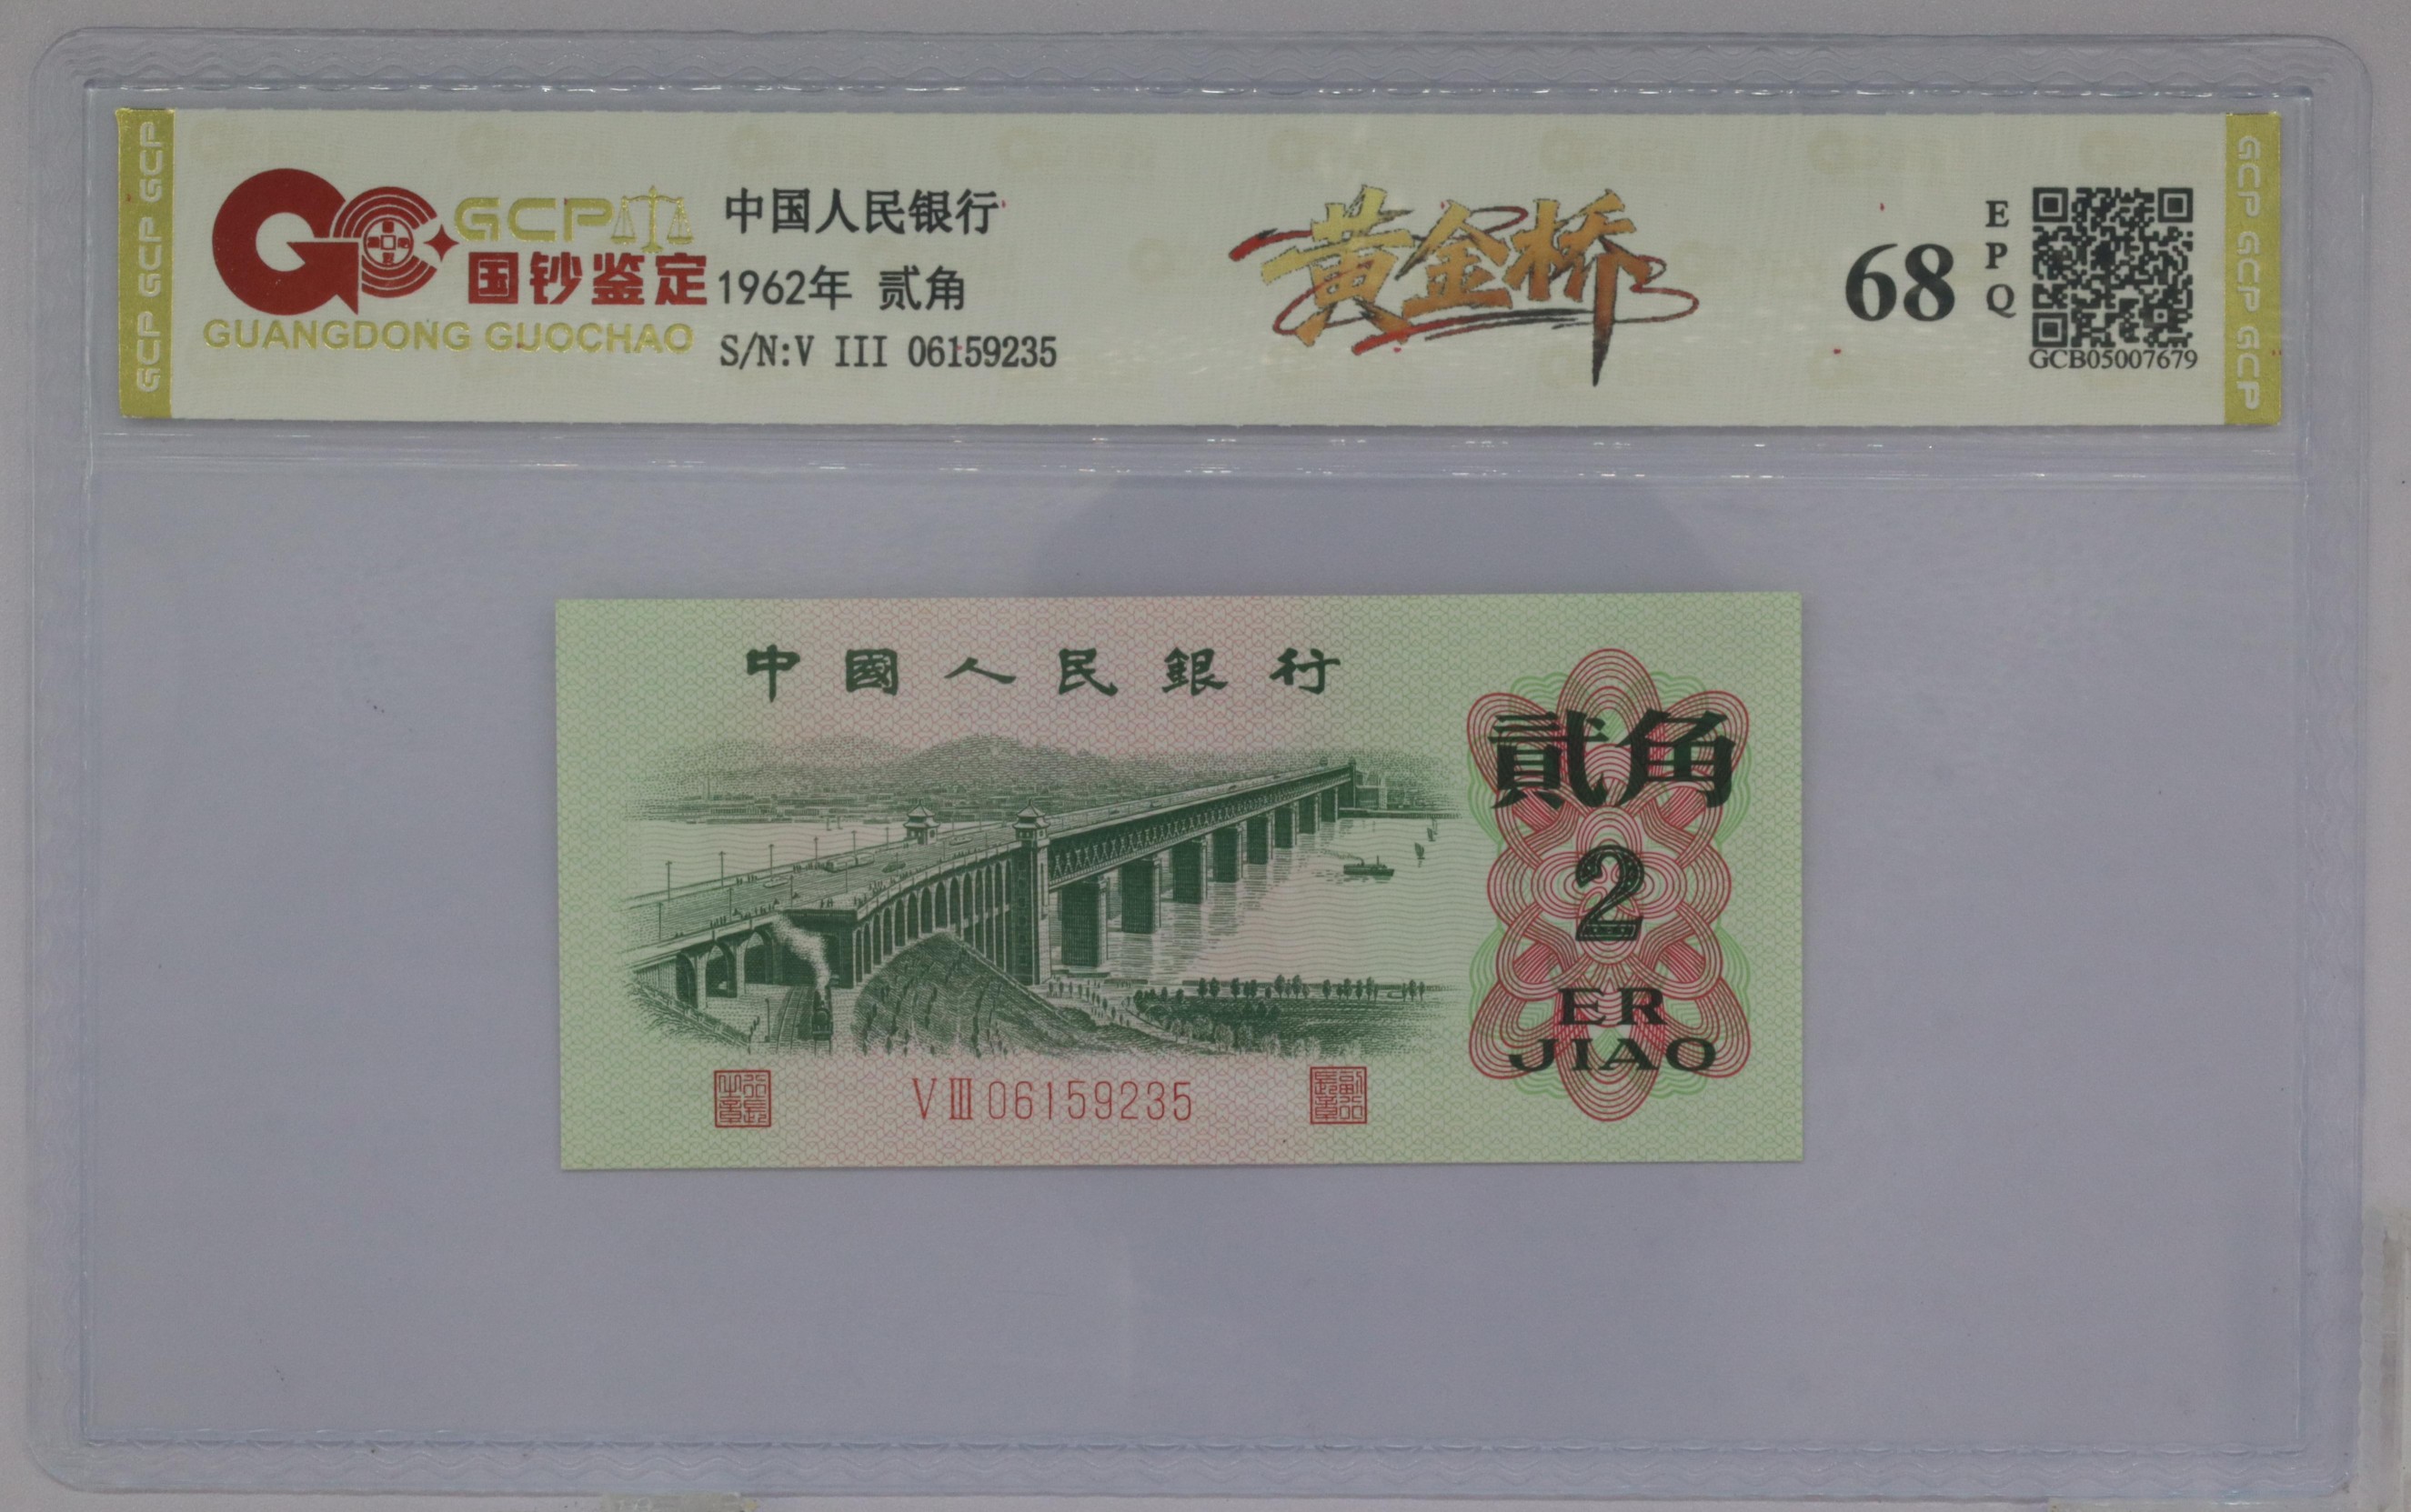 GCP GCP GCP
GCP
国钞鉴定
GUANGDONG GUOCHAO
中国人民银行
1962年 贰角
S/N:V III 06159235
黄金桥
68
EPQ
GCB05007679
GCP GCP GCP
中國人民銀行
貳角
2
ER
JIAO
V III 06159235